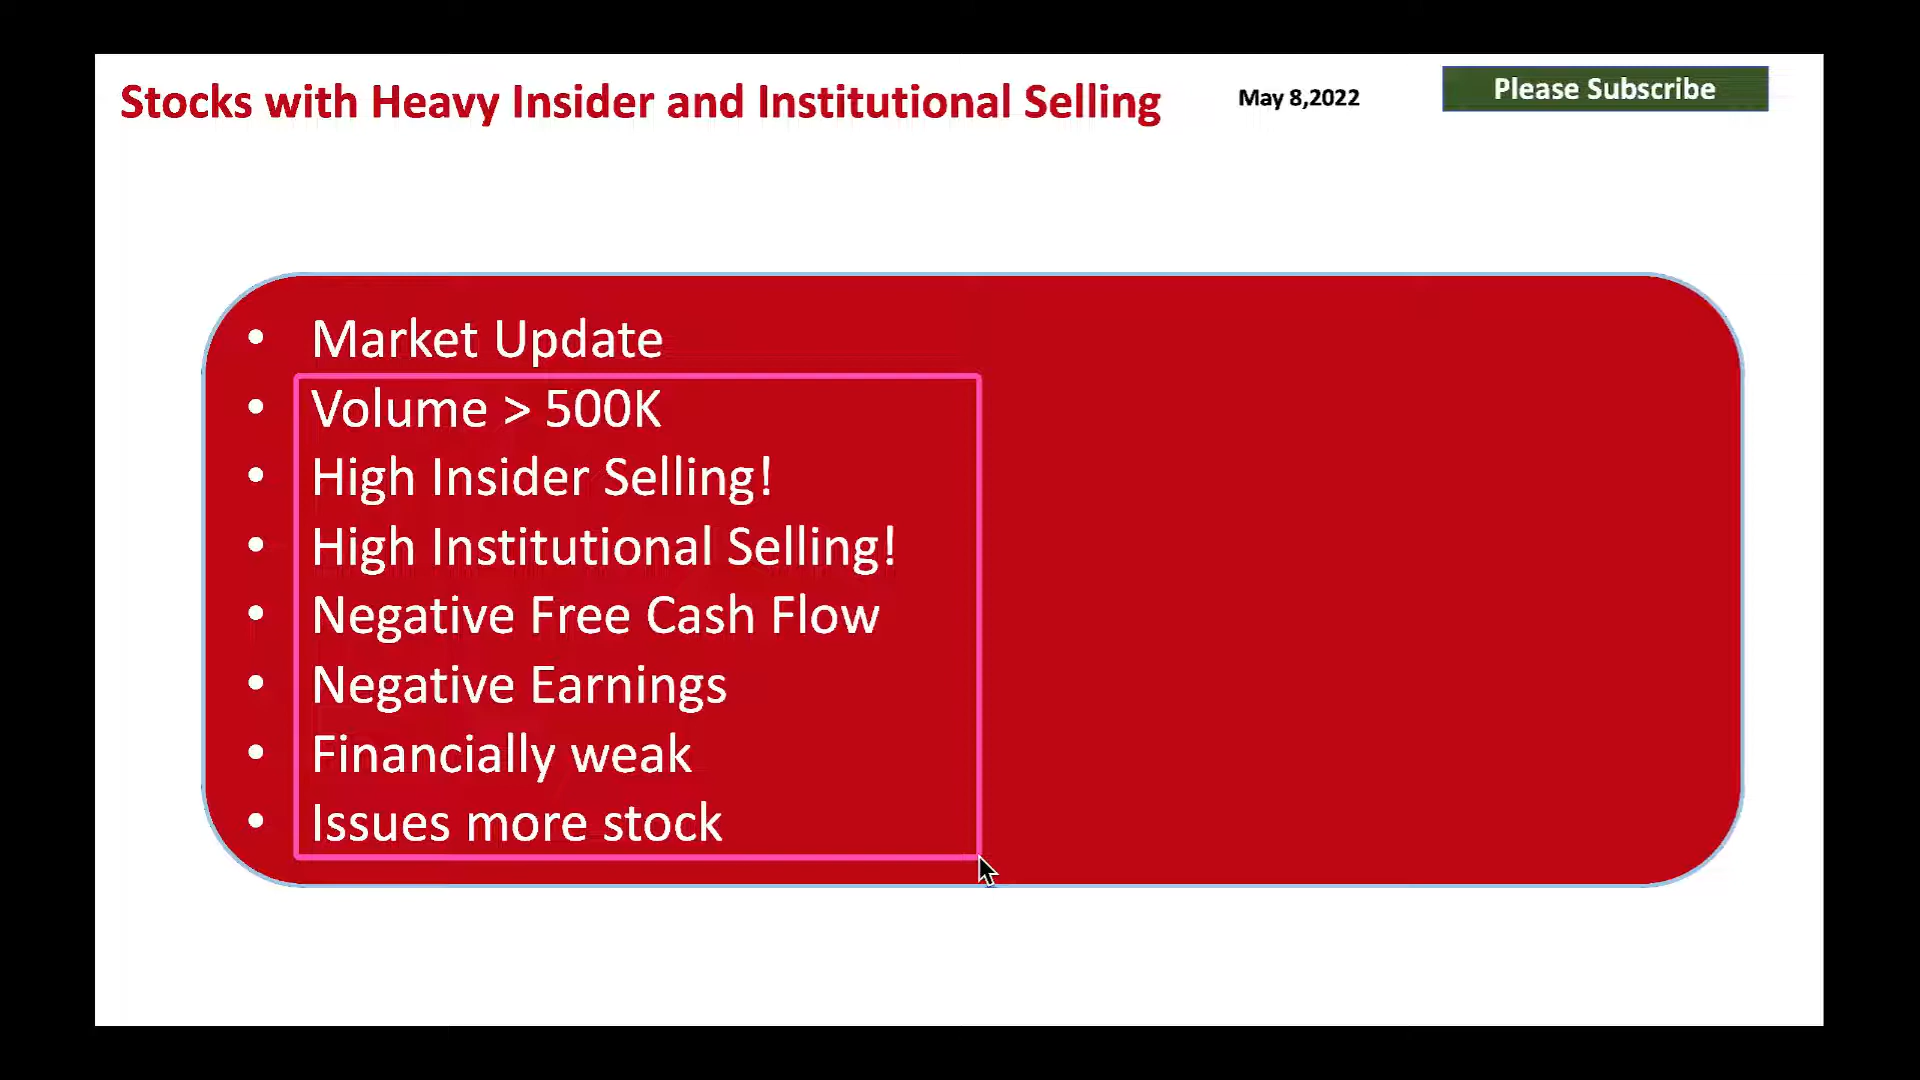 Stocks with Heavy Insider and Institutional Selling
May 8,2022
Please Subscribe
• Market Update
• Volume > 500K
• High Insider Selling!
• High Institutional Selling!
• Negative Free Cash Flow
• Negative Earnings
• Financially weak
• Issues more stock